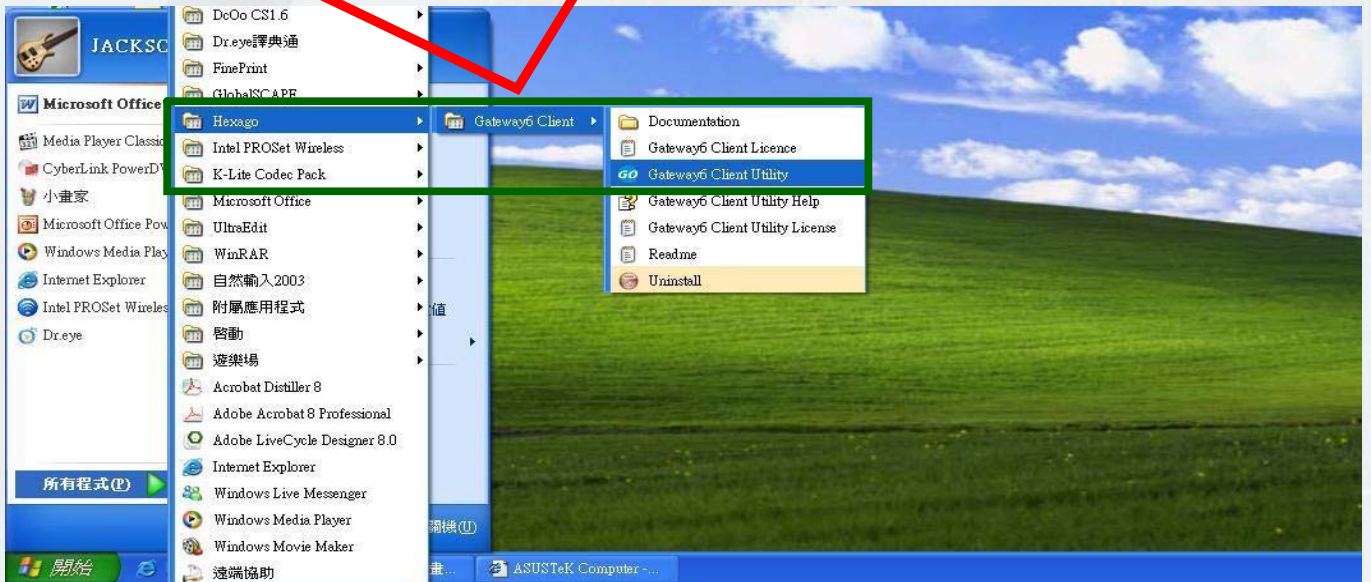 JACKSC
Microsoft Office
Media Player Classic
CyberLink PowerDV
小畫家
Microsoft Office Pow
Windows Media Play
Internet Explorer
Intel PROSet Wireles
Dr.eye
所有程式(P)
DcOo CS1.6
Dr.eye譯典通
FinePrint
GlobalSCAPE
Hexago
Intel PROSet Wireless
K-Lite Codec Pack
Microsoft Office
UltraEdit
WinRAR
自然輸入2003
附屬應用程式
啓動
遊樂場
Acrobat Distiller 8
Adobe Acrobat 8 Professional
Adobe LiveCycle Designer 8.0
Internet Explorer
Windows Live Messenger
Windows Media Player
Windows Movie Maker
遠端協助
Gateway6 Client
Documentation
Gateway6 Client Licence
GO Gateway6 Client Utility
Gateway6 Client Utility Help
Gateway6 Client Utility License
Readme
Uninstall
值
關機(U)
開始
畫...
ASUSTeK Computer -...